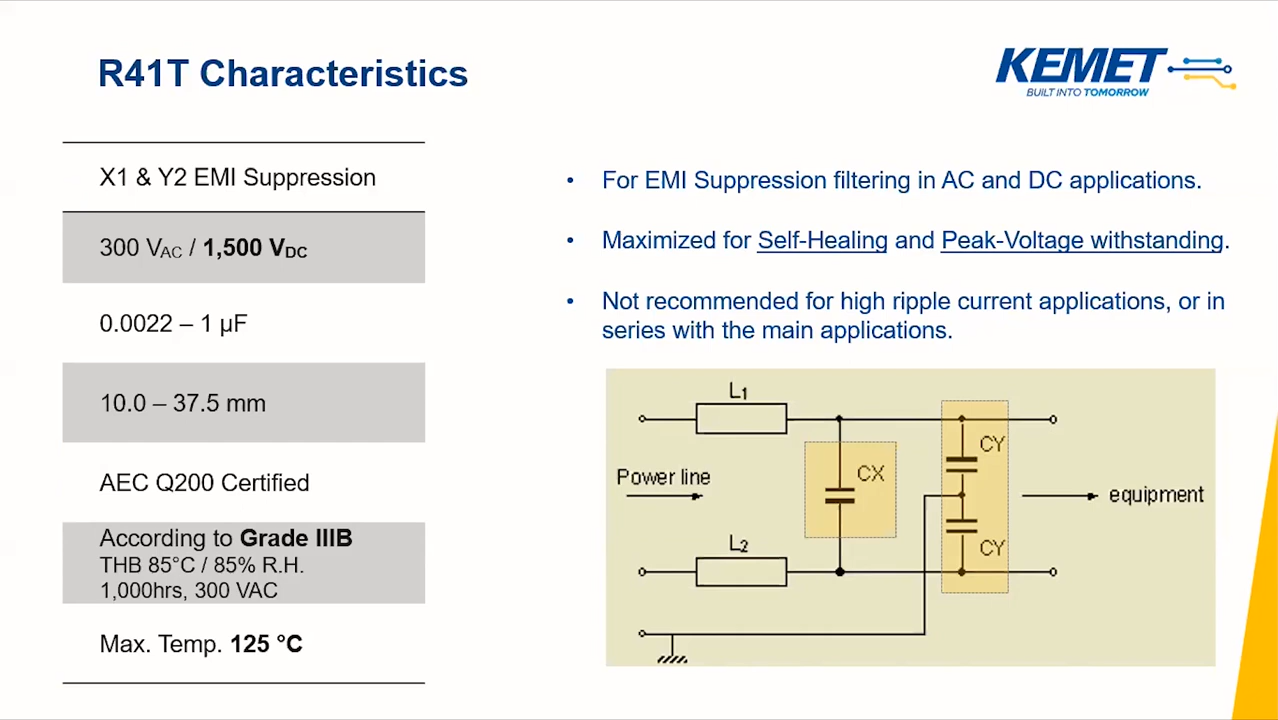 R41T Characteristics
KEMET
BUILT INTO TOMORROW
X1 & Y2 EMI Suppression
300 VAC / 1,500 VDC
0.0022 – 1 µF
10.0 – 37.5 mm
AEC Q200 Certified
According to Grade IIIB
THB 85°C / 85% R.H.
1,000hrs, 300 VAC
Max. Temp. 125 °C
• For EMI Suppression filtering in AC and DC applications.
• Maximized for Self-Healing and Peak-Voltage withstanding.
• Not recommended for high ripple current applications, or in
series with the main applications.
L1
CY
Power line
CX
equipment
L2
CY